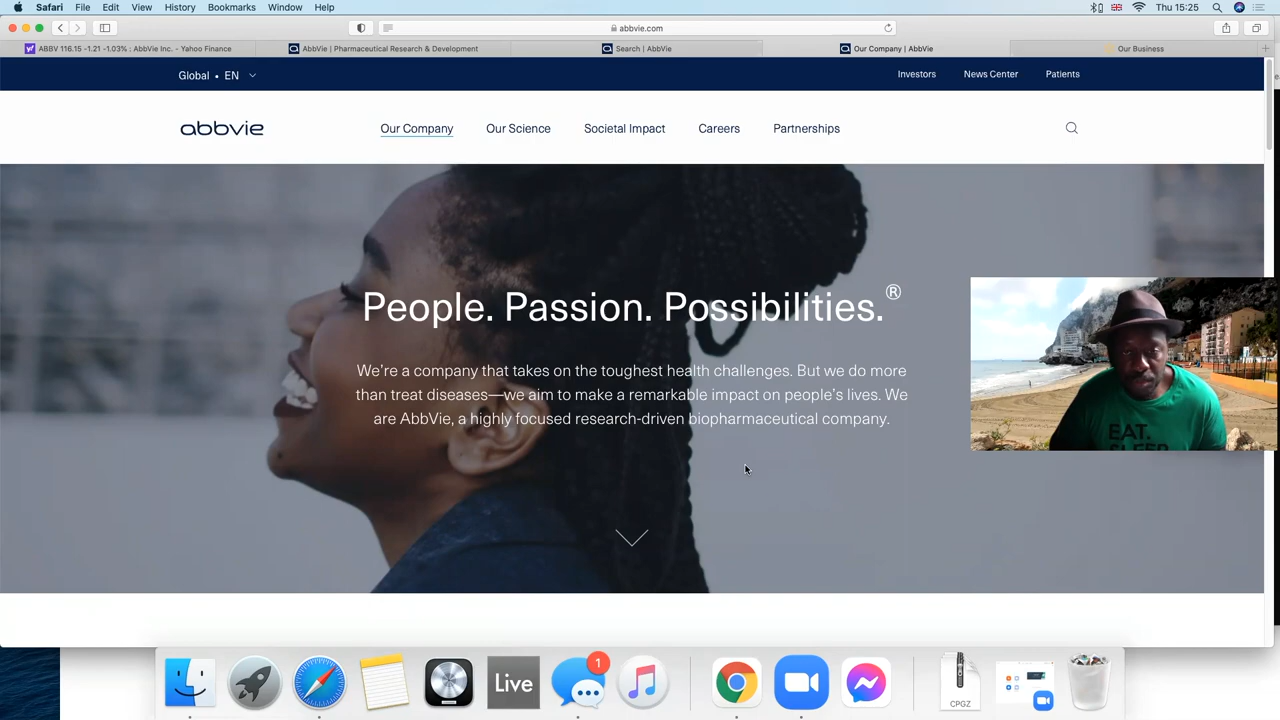 Safari File Edit View History Bookmarks Window Help
Thu 15:25
abbvie.com
ABBV 116.15 -1.21 -1.03% : AbbVie Inc. - Yahoo Finance
AbbVie | Pharmaceutical Research & Development
Search | AbbVie
Our Company | AbbVie
Our Business
Global • EN
Investors
News Center
Patients
abbvie
Our Company
Our Science
Societal Impact
Careers
Partnerships
People. Passion. Possibilities.®
We're a company that takes on the toughest health challenges. But we do more
than treat diseases—we aim to make a remarkable impact on people's lives. We
are AbbVie, a highly focused research-driven biopharmaceutical company.
EAT.
SLEEP
Live
1
CPGZ